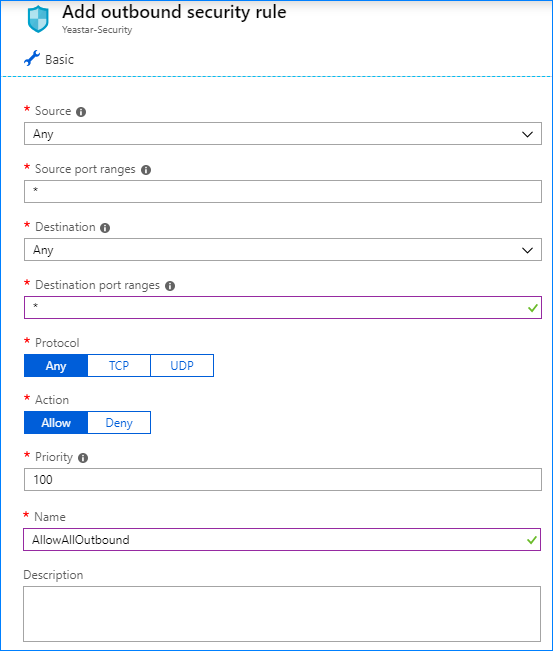 Add outbound security rule
Yeastar-Security
Basic
* Source
Any
* Source port ranges
*
* Destination
Any
* Destination port ranges
*
* Protocol
Any TCP UDP
* Action
Allow Deny
* Priority
100
* Name
AllowAllOutbound
Description